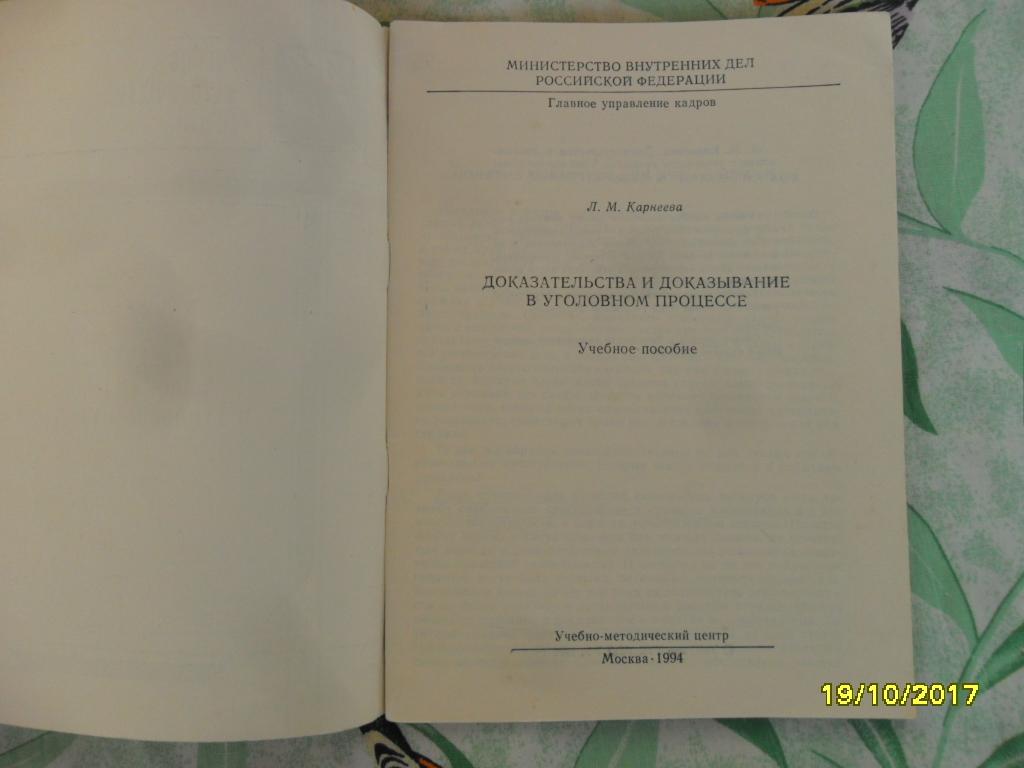 МИНИСТЕРСТВО ВНУТРЕННИХ ДЕЛ
РОССИЙСКОЙ ФЕДЕРАЦИИ
Главное управление кадров
Л. М. Карнеева
ДОКАЗАТЕЛЬСТВА И ДОКАЗЫВАНИЕ
В УГОЛОВНОМ ПРОЦЕССЕ
Учебное пособие
Учебно-методический центр
Москва · 1994
19/10/2017